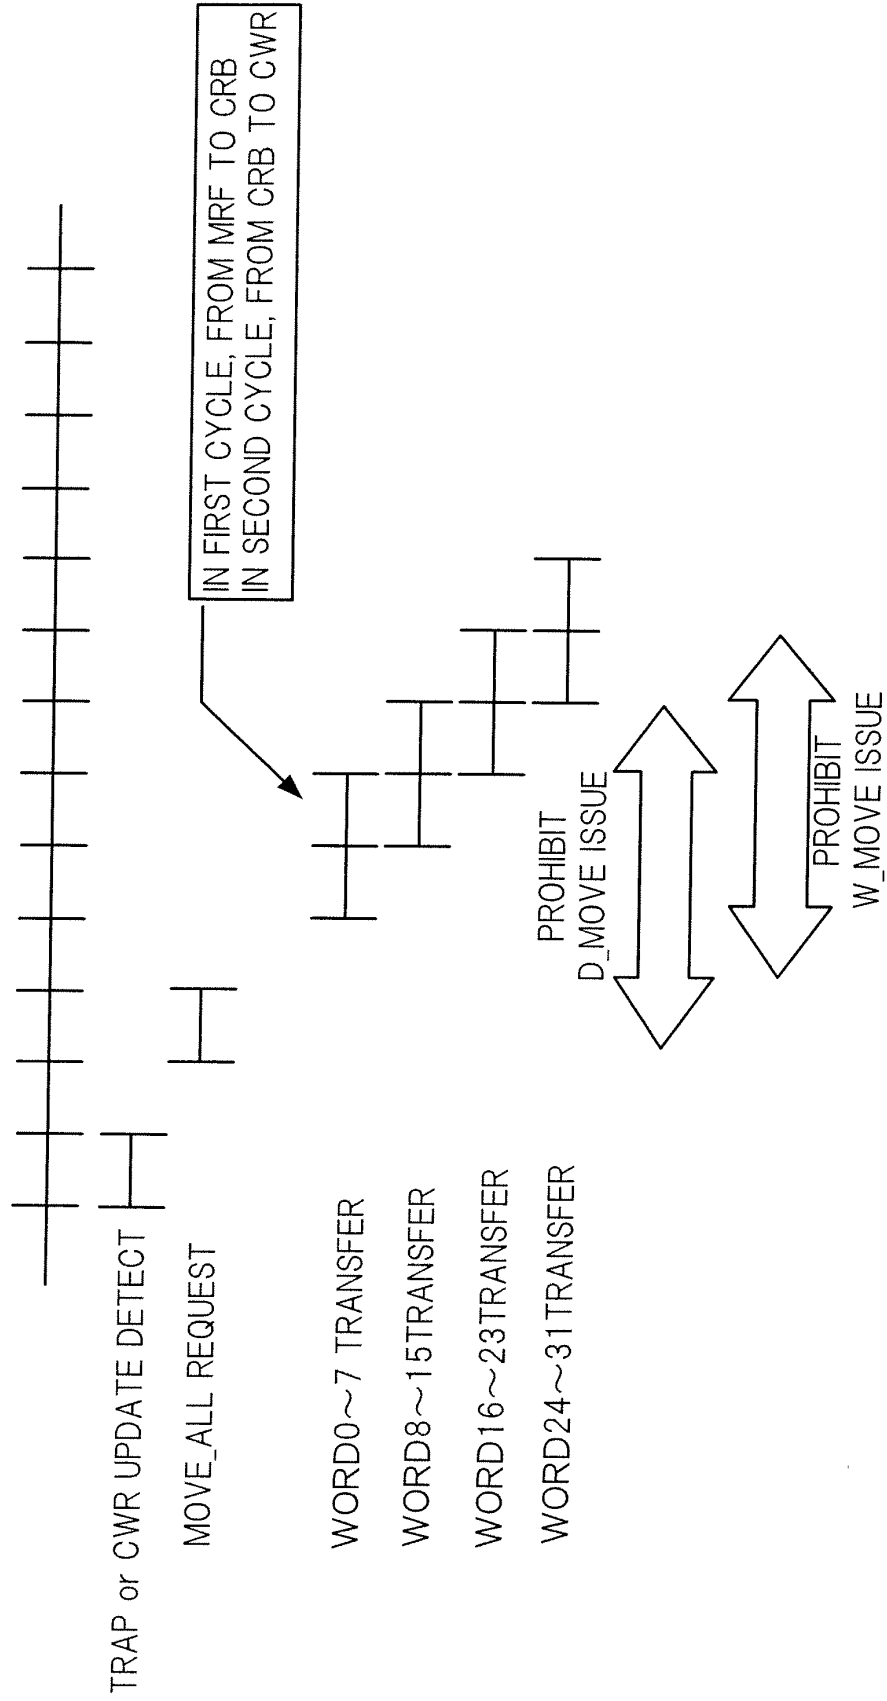 TRAP or CWR UPDATE DETECT
MOVE_ALL REQUEST
IN FIRST CYCLE, FROM MRF TO CRB
IN SECOND CYCLE, FROM CRB TO CWR
WORD0~7 TRANSFER
WORD8~15TRANSFER
WORD16~23TRANSFER
WORD24~31TRANSFER
PROHIBIT
D_MOVE ISSUE
PROHIBIT
W_MOVE ISSUE